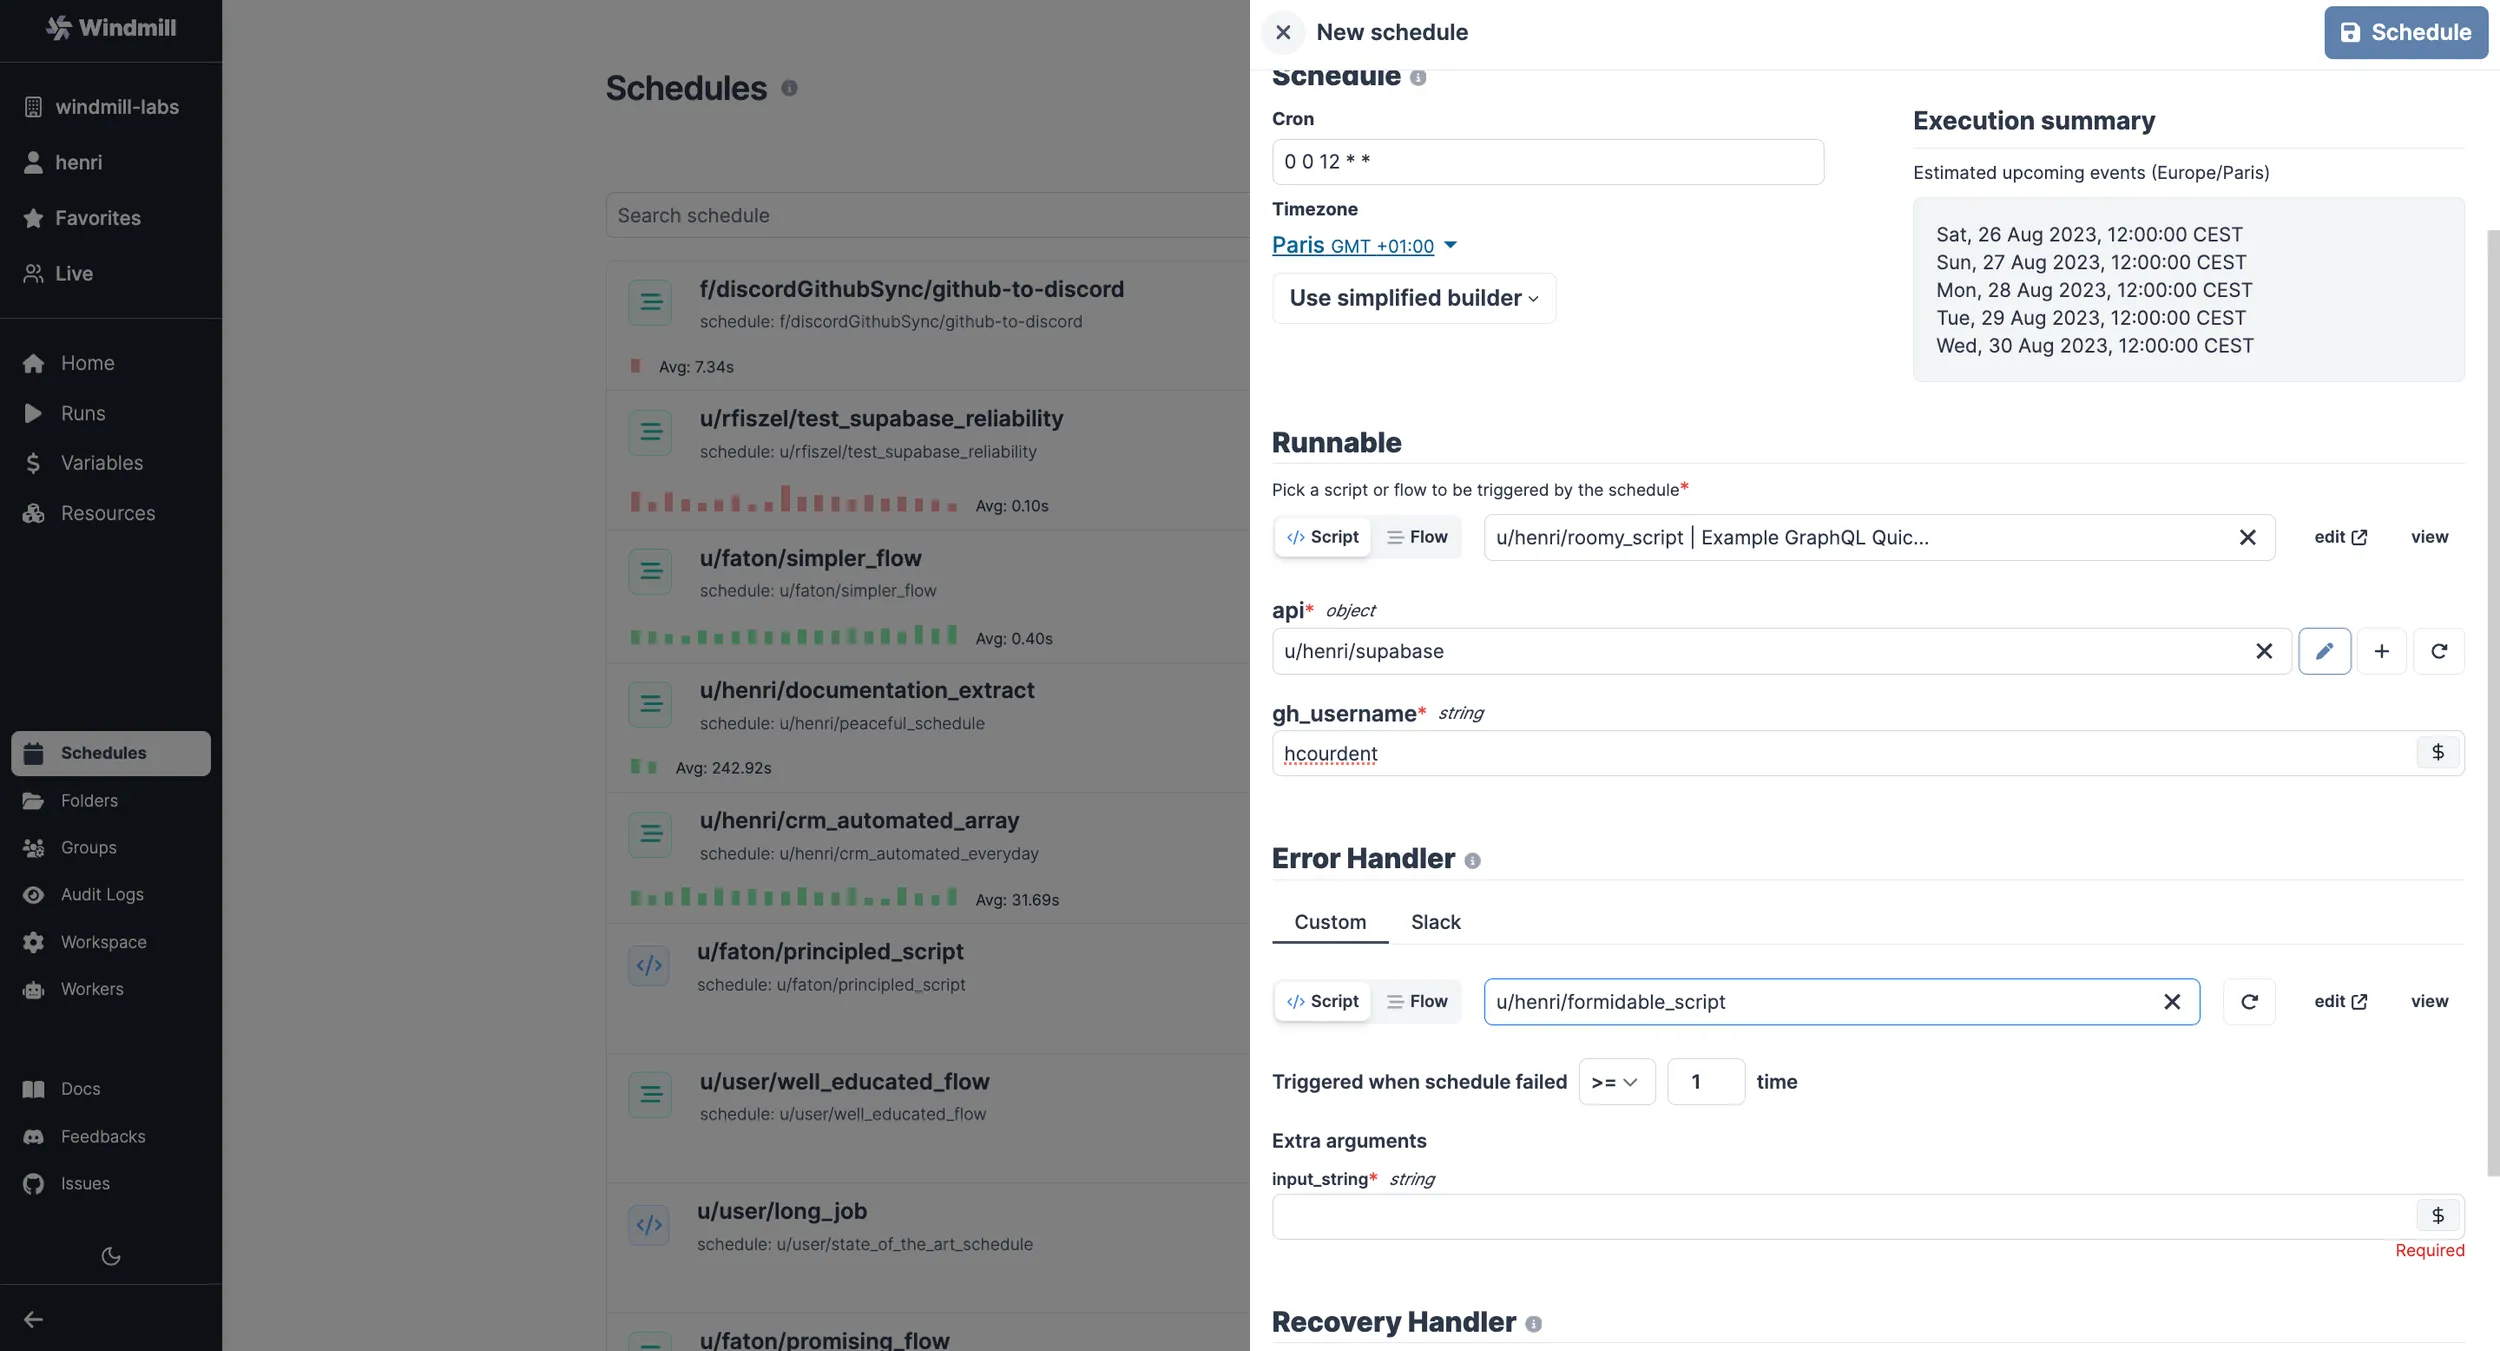 Windmill
windmill-labs
henri
Favorites
Live
Home
Runs
Variables
Resources
Schedules
Folders
Groups
Audit Logs
Workspace
Workers
Docs
Feedbacks
Issues
Schedules
Search schedule
f/discordGithubSync/github-to-discord
schedule: f/discordGithubSync/github-to-discord
Avg: 7.34s
u/rfiszel/test_supabase_reliability
schedule: u/rfiszel/test_supabase_reliability
Avg: 0.10s
u/faton/simpler_flow
schedule: u/faton/simpler_flow
Avg: 0.40s
u/henri/documentation_extract
schedule: u/henri/peaceful_schedule
Avg: 242.92s
u/henri/crm_automated_array
schedule: u/henri/crm_automated_everyday
Avg: 31.69s
u/faton/principled_script
schedule: u/faton/principled_script
u/user/well_educated_flow
schedule: u/user/well_educated_flow
u/user/long_job
schedule: u/user/state_of_the_art_schedule
u/faton/promising_flow
New schedule
Schedule
Schedule
Cron
0 0 12 * *
Timezone
Paris GMT +01:00
Use simplified builder
Execution summary
Estimated upcoming events (Europe/Paris)
Sat, 26 Aug 2023, 12:00:00 CEST
Sun, 27 Aug 2023, 12:00:00 CEST
Mon, 28 Aug 2023, 12:00:00 CEST
Tue, 29 Aug 2023, 12:00:00 CEST
Wed, 30 Aug 2023, 12:00:00 CEST
Runnable
Pick a script or flow to be triggered by the schedule*
</> Script Flow u/henri/roomy_script | Example GraphQL Quic... edit view
api* object
u/henri/supabase
gh_username* string
hcourdent $
Error Handler
Custom Slack
</> Script Flow u/henri/formidable_script edit view
Triggered when schedule failed >= 1 time
Extra arguments
input_string* string
$
Required
Recovery Handler